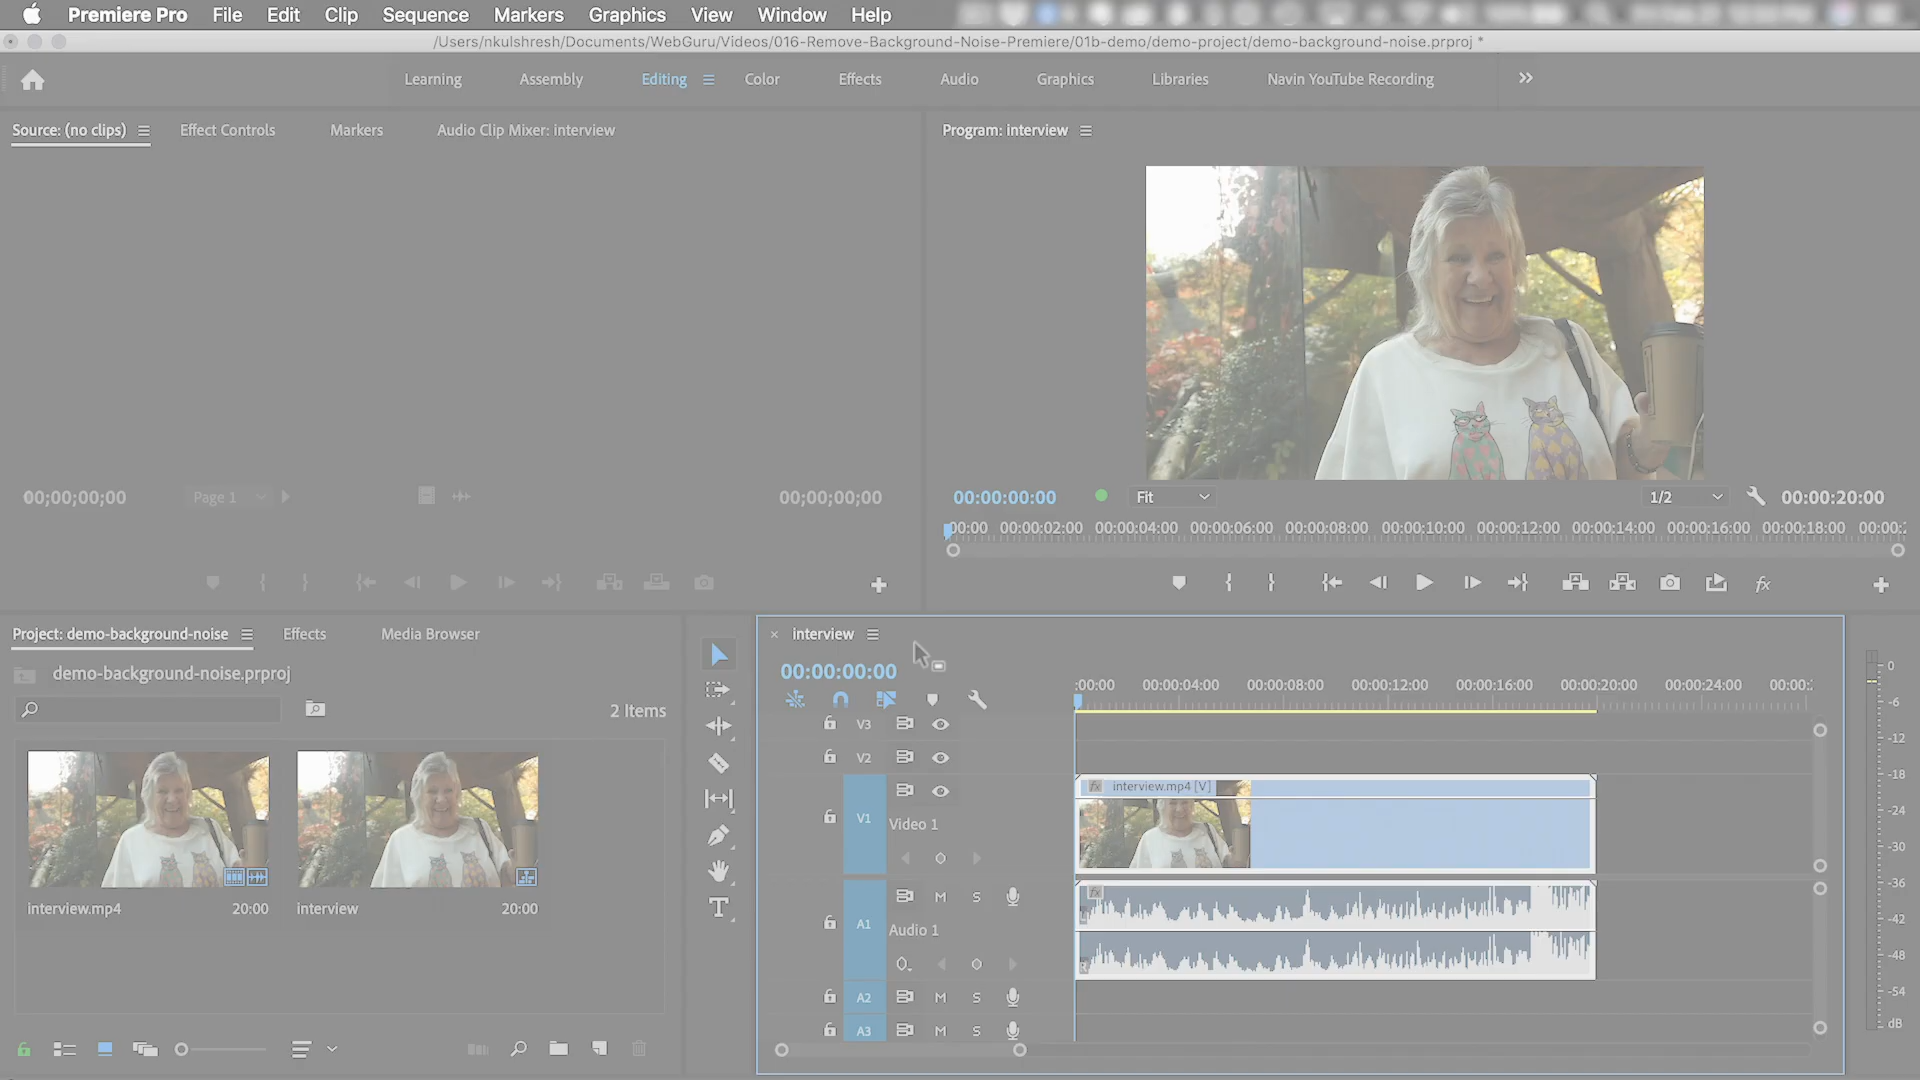 Premiere Pro File Edit Clip Sequence Markers Graphics View Window Help
/Users/nkulshresh/Documents/WebGuru/Videos/016-Remove-Background-Noise-Premiere/01b-demo/demo-project/demo-background-noise.prproj *
Learning Assembly Editing Color Effects Audio Graphics Libraries Navin YouTube Recording
Source: (no clips) Effect Controls Markers Audio Clip Mixer: interview
Program: interview
00;00;00;00 Page 1 00;00;00;00
00:00:00:00 Fit 1/2 00:00:20:00
00:00 00:00:02:00 00:00:04:00 00:00:06:00 00:00:08:00 00:00:10:00 00:00:12:00 00:00:14:00 00:00:16:00 00:00:18:00 00:00:
Project: demo-background-noise Effects Media Browser
demo-background-noise.prproj
2 Items
interview.mp4 20:00
interview 20:00
interview
00:00:00:00
:00:00 00:00:04:00 00:00:08:00 00:00:12:00 00:00:16:00 00:00:20:00 00:00:24:00 00:00:
V3
V2
V1
Video 1
fx interview.mp4 [V]
A1 M S
Audio 1
fx
A2 M S
A3 M S
0
-6
-12
-18
-24
-30
-36
-42
-48
-54
dB